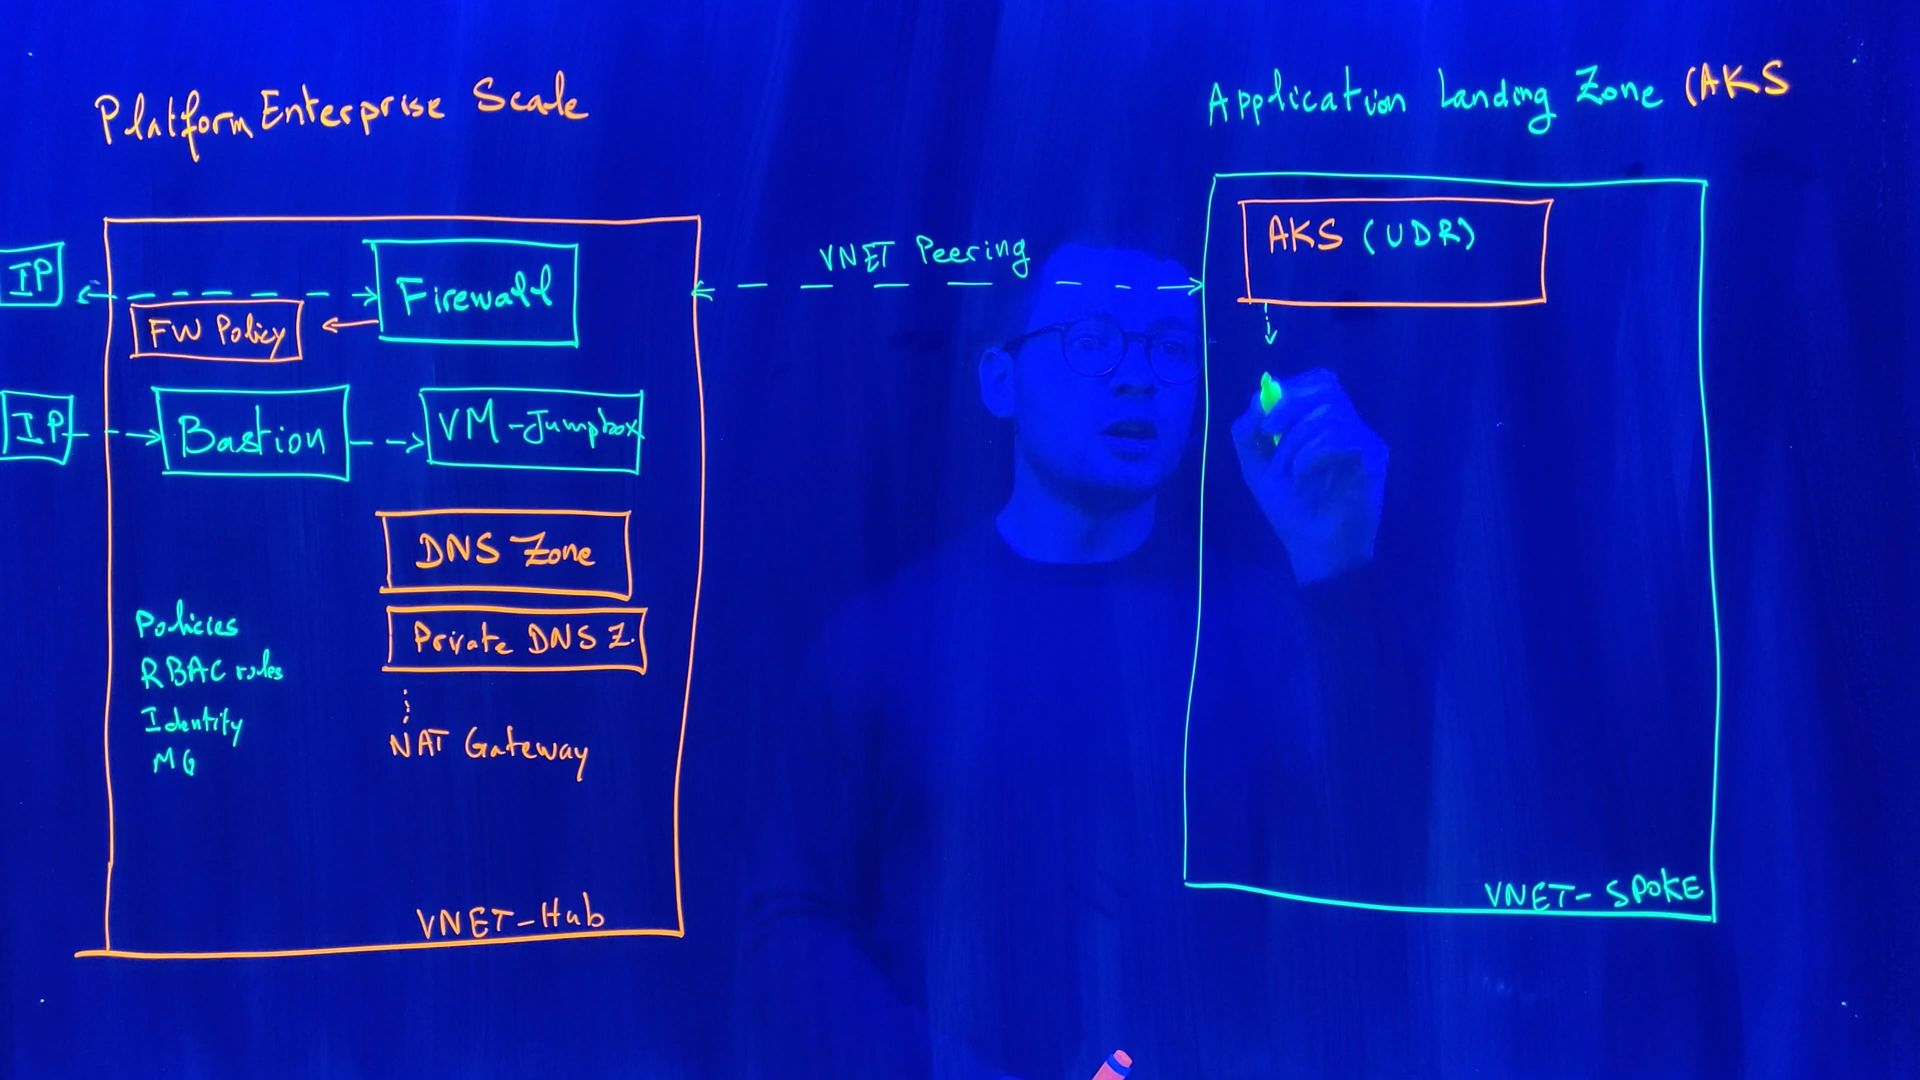 Platform Enterprise Scale
IP
Firewall
FW Policy
IP
Bastion
VM-Jumpbox
DNS Zone
Private DNS Z.
NAT Gateway
Policies
RBAC roles
Identity
MG
VNET-Hub
VNET Peering
Application Landing Zone (AKS
AKS (UDR)
VNET-SPOKE